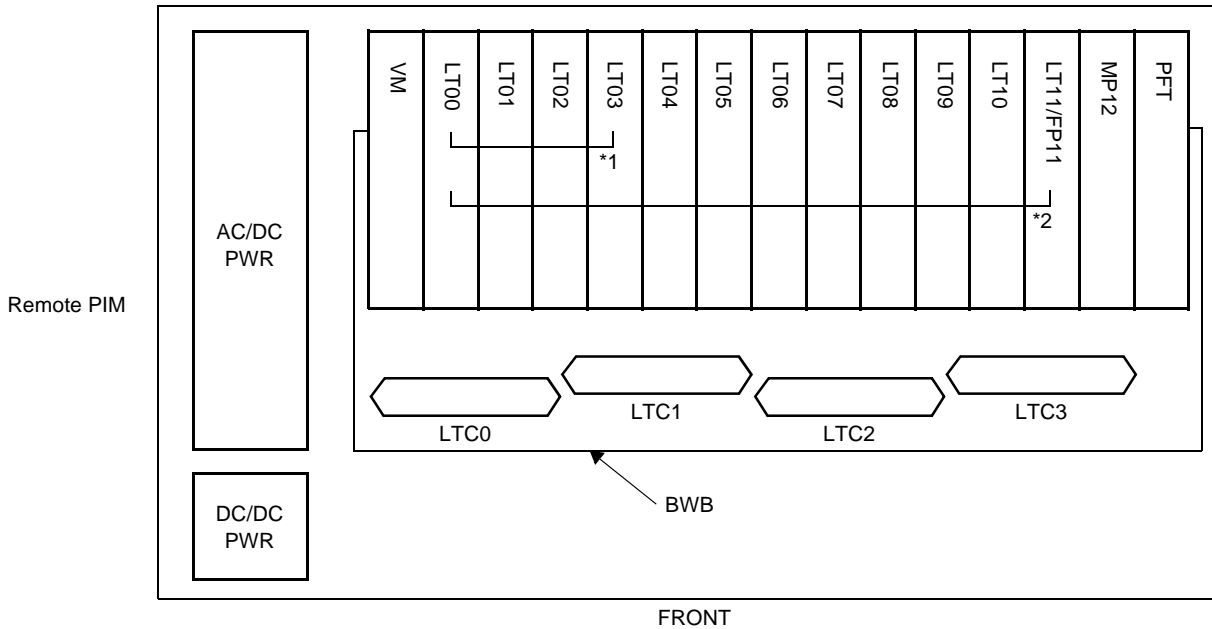 VM
LT00
LT01
LT02
LT03
LT04
LT05
LT06
LT07
LT08
LT09
LT10
LT11/FP11
MP12
PFT
*1
*2
AC/DC
PWR
Remote PIM
LTC0
LTC1
LTC2
LTC3
BWB
DC/DC
PWR
FRONT